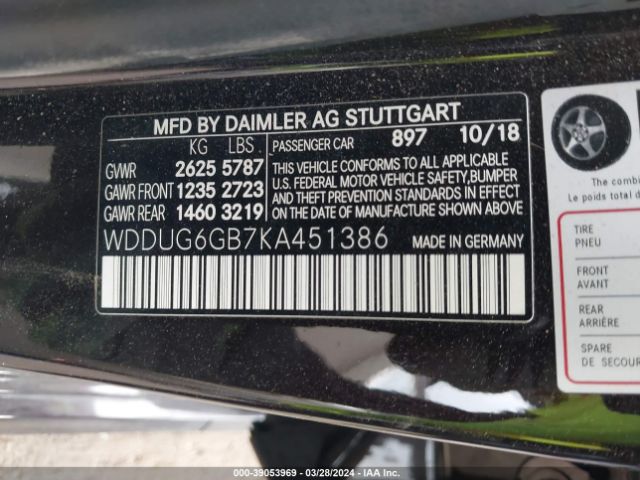 MFD BY DAIMLER AG STUTTGART
KG LBS. PASSENGER CAR 897 10/18
GVWR 2625 5787
GAWR FRONT 1235 2723
GAWR REAR 1460 3219
THIS VEHICLE CONFORMS TO ALL APPLICABLE
U.S. FEDERAL MOTOR VEHICLE SAFETY,BUMPER
AND THEFT PREVENTION STANDARDS IN EFFECT
ON THE DATE OF MANUFACTURE SHOWN ABOVE.
WDDUG6GB7KA451386 MADE IN GERMANY
The combin
Le poids total d
TIRE
PNEU
FRONT
AVANT
REAR
ARRIÈRE
SPARE
DE SECOUR
000-39053969 | 03/28/2024 | IAA Inc.